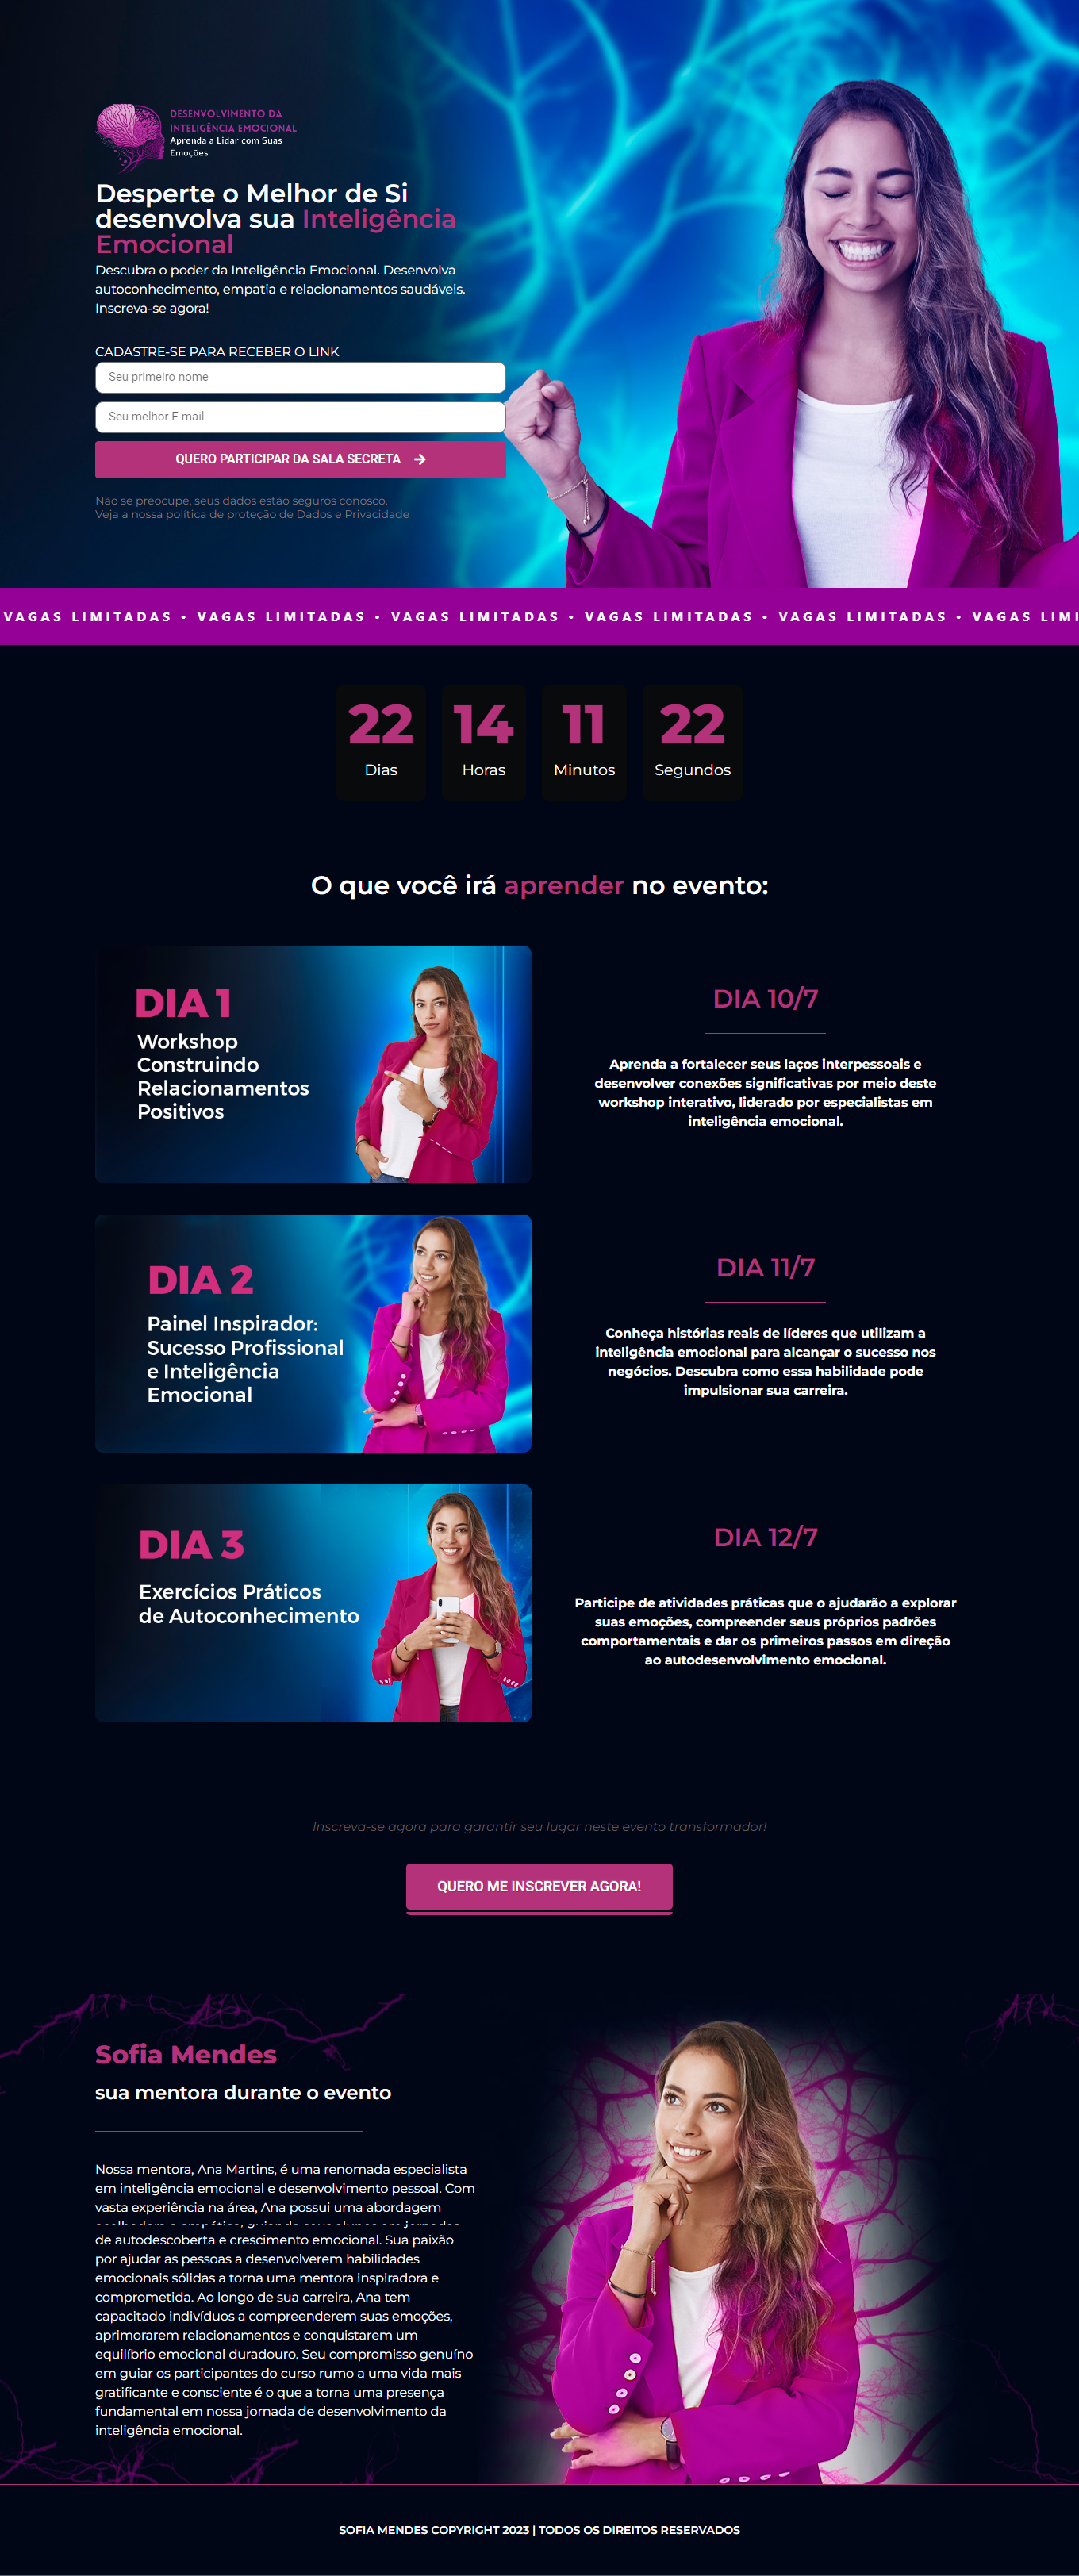 DESENVOLVIMENTO DA
INTELIGÊNCIA EMOCIONAL
Aprenda a Lidar com Suas
Emoções
Desperte o Melhor de Si
desenvolva sua Inteligência
Emocional
Descubra o poder da Inteligência Emocional. Desenvolva
autoconhecimento, empatia e relacionamentos saudáveis.
Inscreva-se agora!
CADASTRE-SE PARA RECEBER O LINK
Seu primeiro nome
Seu melhor E-mail
QUERO PARTICIPAR DA SALA SECRETA
Não se preocupe, seus dados estão seguros conosco.
Veja a nossa política de proteção de Dados e Privacidade
VAGAS LIMITADAS • VAGAS LIMITADAS • VAGAS LIMITADAS • VAGAS LIMITADAS • VAGAS LIMITADAS • VAGAS LIMI
22 14 11 22
Dias Horas Minutos Segundos
O que você irá aprender no evento:
DIA 1
Workshop
Construindo
Relacionamentos
Positivos
DIA 10/7
Aprenda a fortalecer seus laços interpessoais e
desenvolver conexões significativas por meio deste
workshop interativo, liderado por especialistas em
inteligência emocional.
DIA 2
Painel Inspirador:
Sucesso Profissional
e Inteligência
Emocional
DIA 11/7
Conheça histórias reais de líderes que utilizam a
inteligência emocional para alcançar o sucesso nos
negócios. Descubra como essa habilidade pode
impulsionar sua carreira.
DIA 3
Exercícios Práticos
de Autoconhecimento
DIA 12/7
Participe de atividades práticas que o ajudarão a explorar
suas emoções, compreender seus próprios padrões
comportamentais e dar os primeiros passos em direção
ao autodesenvolvimento emocional.
Inscreva-se agora para garantir seu lugar neste evento transformador!
QUERO ME INSCREVER AGORA!
Sofia Mendes
sua mentora durante o evento
Nossa mentora, Ana Martins, é uma renomada especialista
em inteligência emocional e desenvolvimento pessoal. Com
vasta experiência na área, Ana possui uma abordagem
de autodescoberta e crescimento emocional. Sua paixão
por ajudar as pessoas a desenvolverem habilidades
emocionais sólidas a torna uma mentora inspiradora e
comprometida. Ao longo de sua carreira, Ana tem
capacitado indivíduos a compreenderem suas emoções,
aprimorarem relacionamentos e conquistarem um
equilíbrio emocional duradouro. Seu compromisso genuíno
em guiar os participantes do curso rumo a uma vida mais
gratificante e consciente é o que a torna uma presença
fundamental em nossa jornada de desenvolvimento da
inteligência emocional.
SOFIA MENDES COPYRIGHT 2023 | TODOS OS DIREITOS RESERVADOS